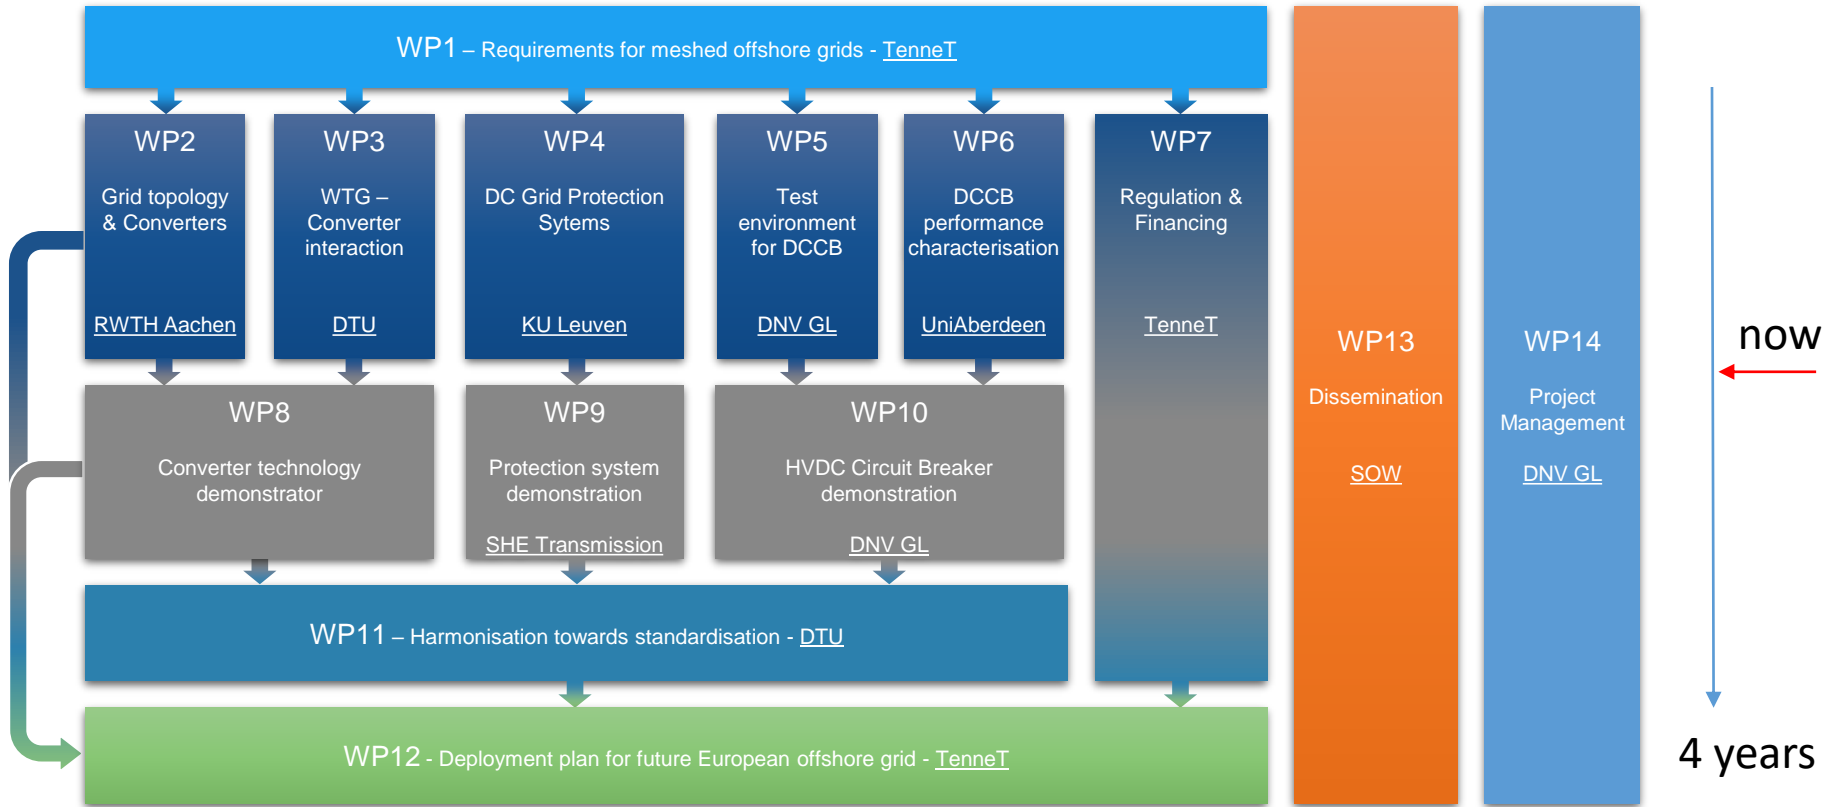 WP1 – Requirements for meshed offshore grids - TenneT
WP2
Grid topology
& Converters
RWTH Aachen
WP3
WTG –
Converter
interaction
DTU
WP4
DC Grid Protection
Sytems
KU Leuven
WP5
Test
environment
for DCCB
DNV GL
WP6
DCCB
performance
characterisation
UniAberdeen
WP7
Regulation &
Financing
TenneT
WP8
Converter technology
demonstrator
WP9
Protection system
demonstration
SHE Transmission
WP10
HVDC Circuit Breaker
demonstration
DNV GL
WP11 – Harmonisation towards standardisation - DTU
WP12 - Deployment plan for future European offshore grid - TenneT
WP13
Dissemination
SOW
WP14
Project
Management
DNV GL
now
4 years